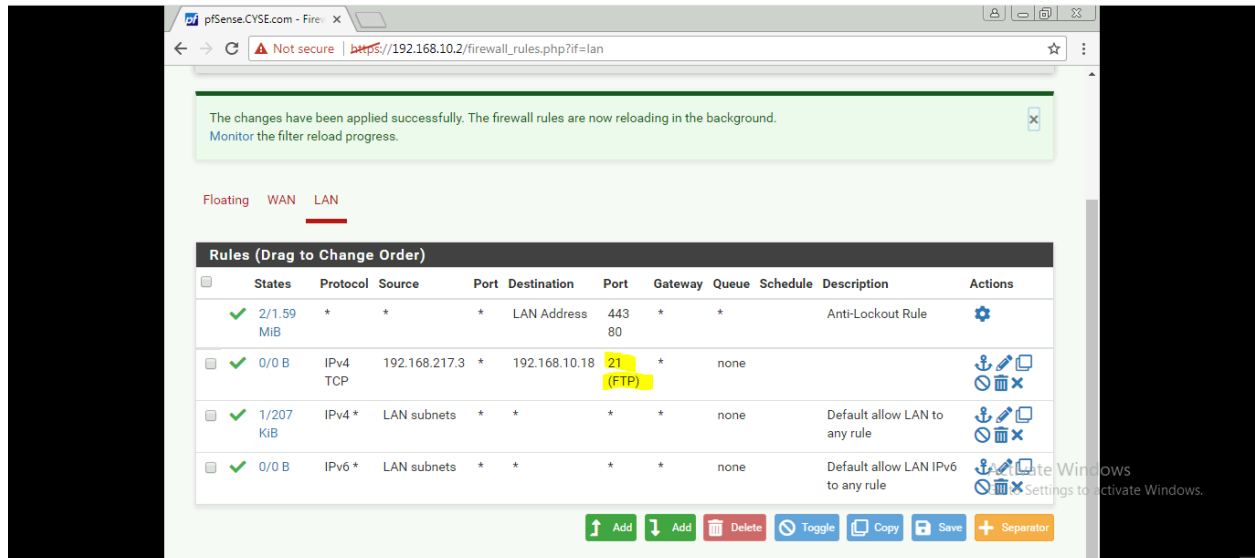 pfSense.CYSE.com - Firew
Not secure | https://192.168.10.2/firewall_rules.php?if=lan
The changes have been applied successfully. The firewall rules are now reloading in the background.
Monitor the filter reload progress.
Floating WAN LAN
Rules (Drag to Change Order)
States Protocol Source Port Destination Port Gateway Queue Schedule Description Actions
2/1.59 * * * LAN Address 443 * * Anti-Lockout Rule
MiB 80
0/0 B IPv4 192.168.217.3 * 192.168.10.18 21 * none
TCP (FTP)
1/207 IPv4 * LAN subnets * * * * none Default allow LAN to
KiB any rule
0/0 B IPv6 * LAN subnets * * * * none Default allow LAN IPv6
to any rule
Activate Windows
Go to Settings to activate Windows.
Add Add Delete Toggle Copy Save Separator